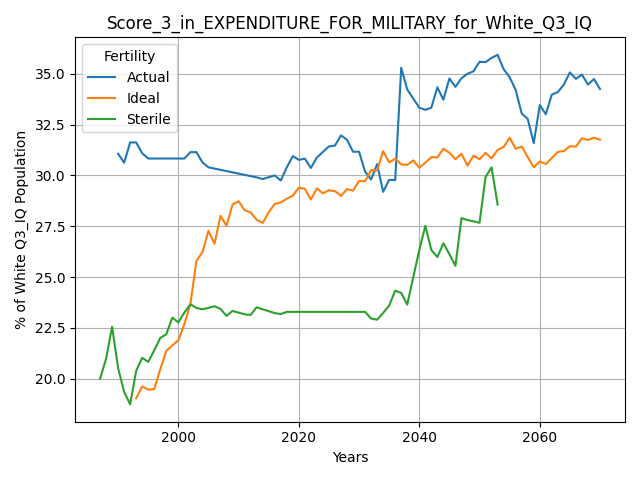 Score_3_in_EXPENDITURE_FOR_MILITARY_for_White_Q3_IQ
Fertility
Actual
Ideal
Sterile
% of White Q3_IQ Population
35.0
32.5
30.0
27.5
25.0
22.5
20.0
2000
2020
2040
2060
Years